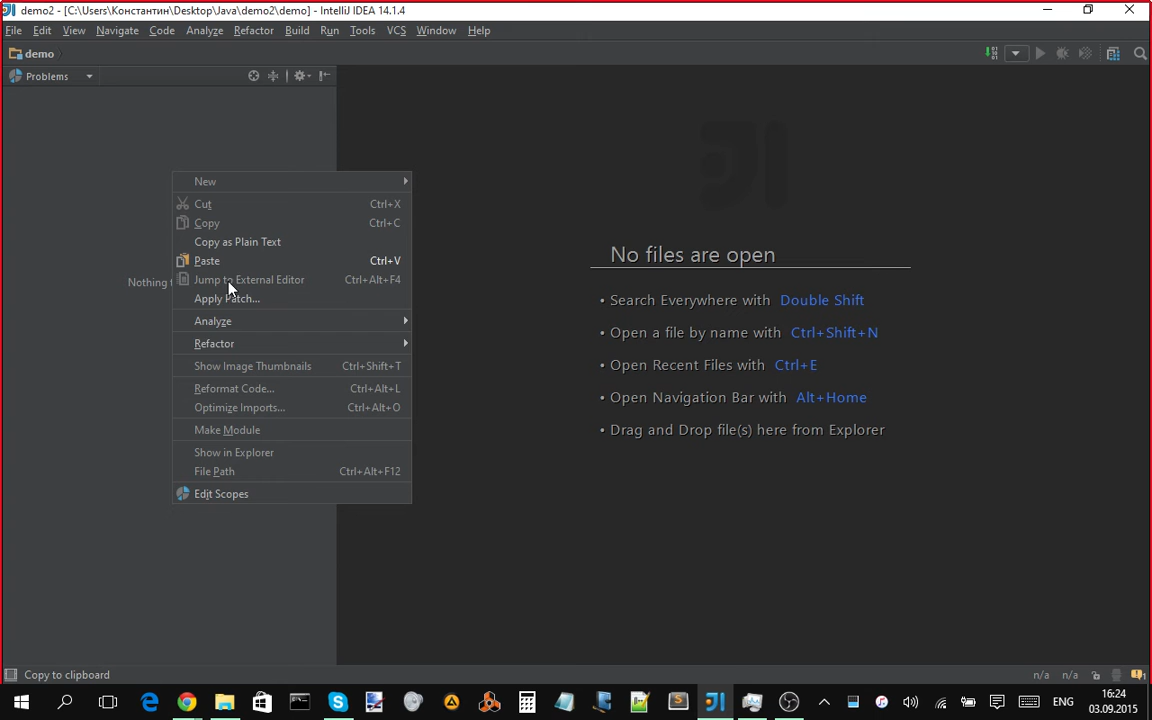 demo2 - [C:\Users\Константин\Desktop\Java\demo2\demo] - IntelliJ IDEA 14.1.4
File Edit View Navigate Code Analyze Refactor Build Run Tools VCS Window Help
demo
Problems
New
Cut Ctrl+X
Copy Ctrl+C
Copy as Plain Text
Paste Ctrl+V
Nothing
Jump to External Editor Ctrl+Alt+F4
Apply Patch...
Analyze
Refactor
Show Image Thumbnails Ctrl+Shift+T
Reformat Code... Ctrl+Alt+L
Optimize Imports... Ctrl+Alt+O
Make Module
Show in Explorer
File Path Ctrl+Alt+F12
Edit Scopes
No files are open
• Search Everywhere with Double Shift
• Open a file by name with Ctrl+Shift+N
• Open Recent Files with Ctrl+E
• Open Navigation Bar with Alt+Home
• Drag and Drop file(s) here from Explorer
Copy to clipboard
n/a n/a
ENG
16:24
03.09.2015